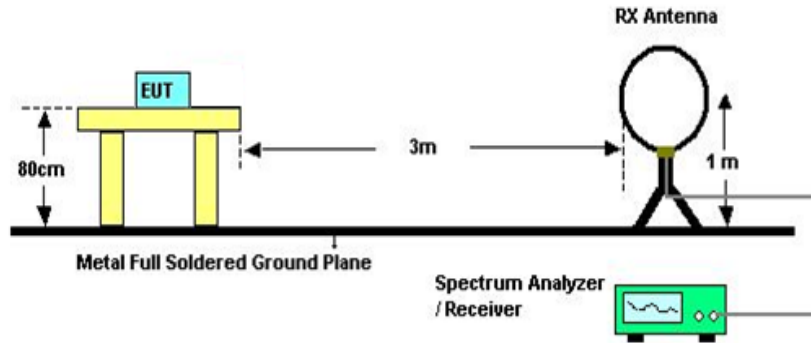 RX Antenna
EUT
3m
80cm
1 m
Metal Full Soldered Ground Plane
Spectrum Analyzer
/ Receiver